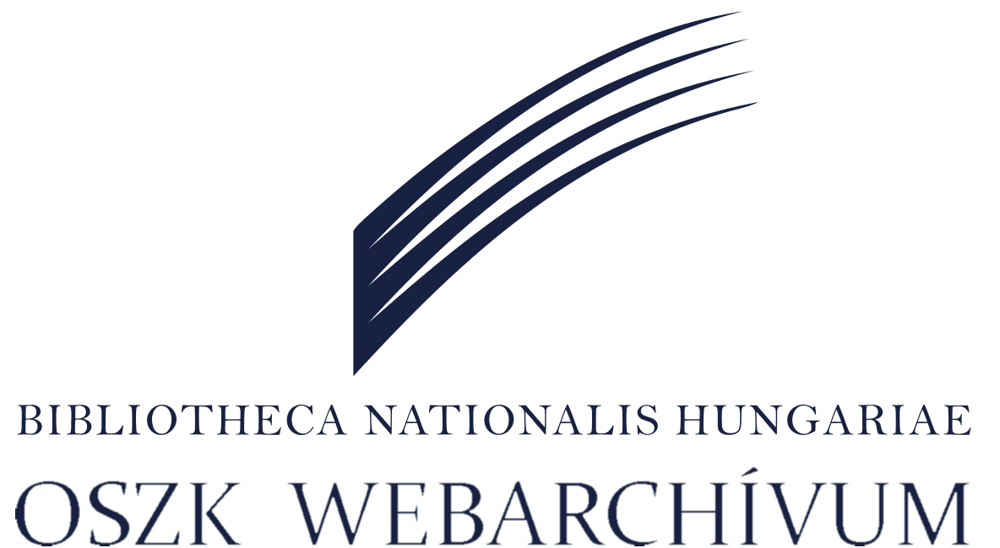 BIBLIOTHECA NATIONALIS HUNGARIAE
OSZK WEBARCHÍVUM